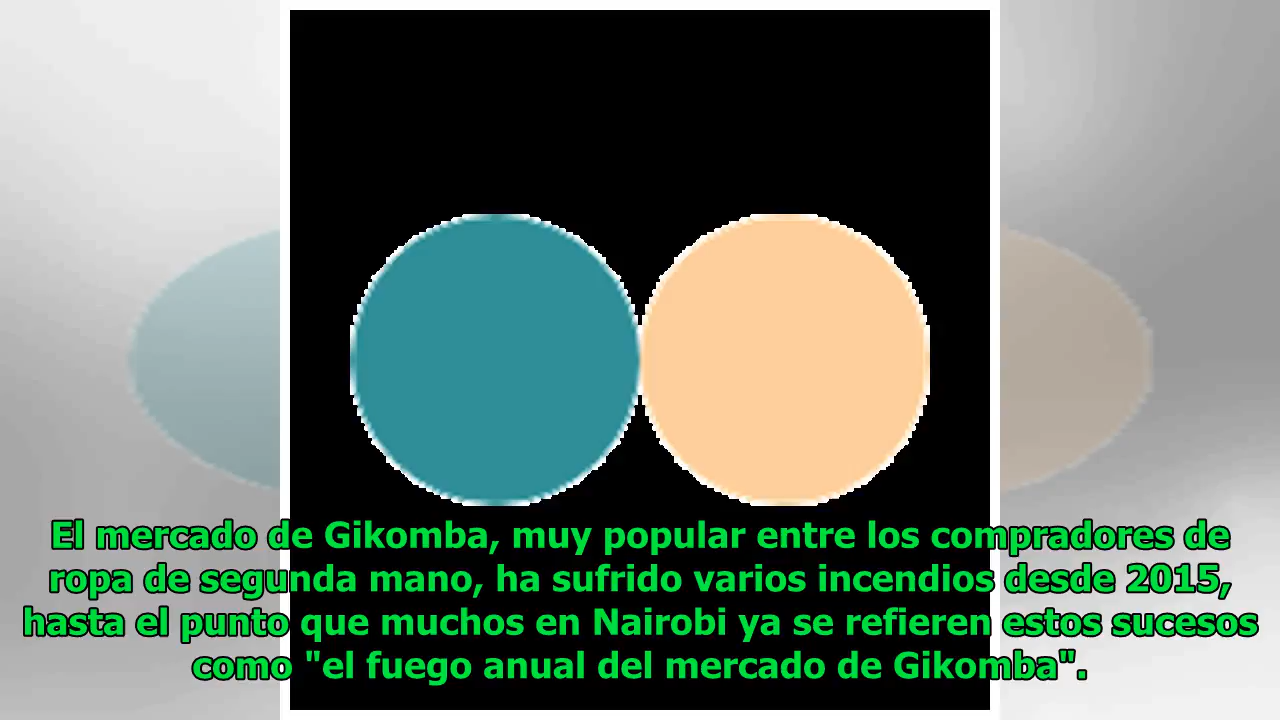 El mercado de Gikomba, muy popular entre los compradores de
ropa de segunda mano, ha sufrido varios incendios desde 2015,
hasta el punto que muchos en Nairobi ya se refieren estos sucesos
como "el fuego anual del mercado de Gikomba".